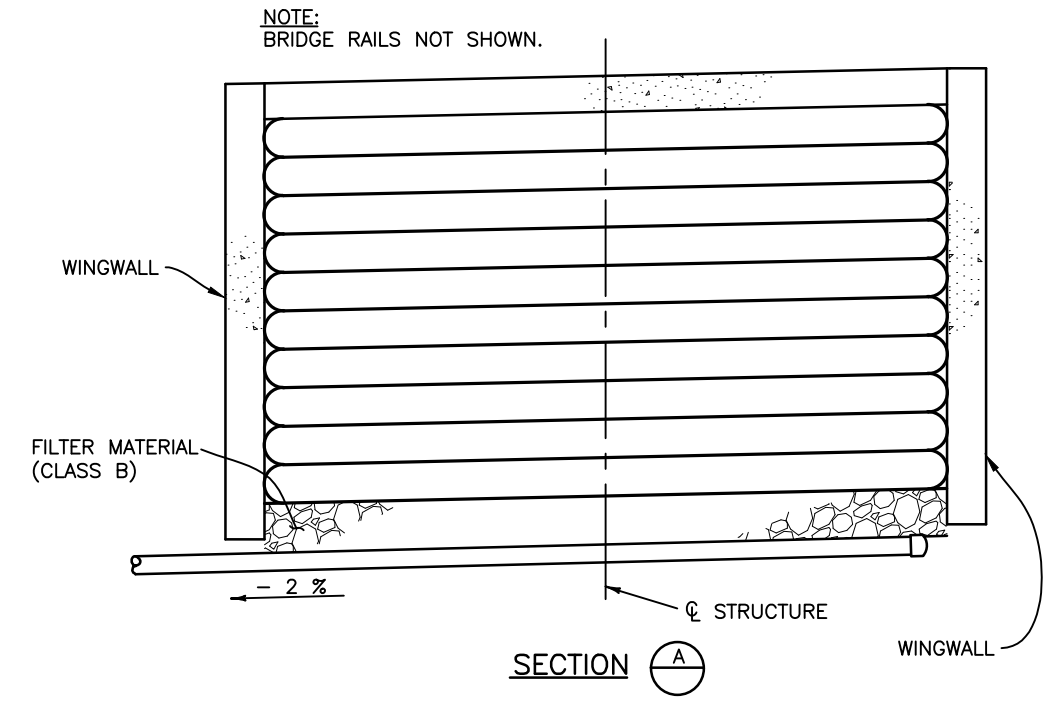 NOTE:
BRIDGE RAILS NOT SHOWN.
WINGWALL
FILTER MATERIAL
(CLASS B)
- 2 %
℄ STRUCTURE
WINGWALL
SECTION A